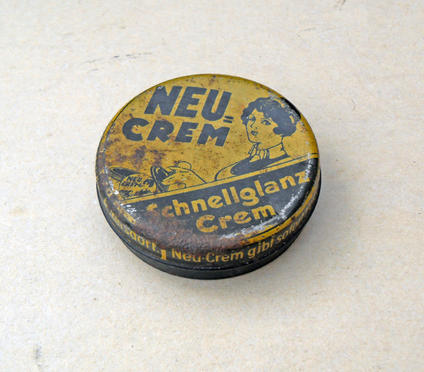 NEU=
CREM
Schnellglanz
Crem
Neu-Crem gibt